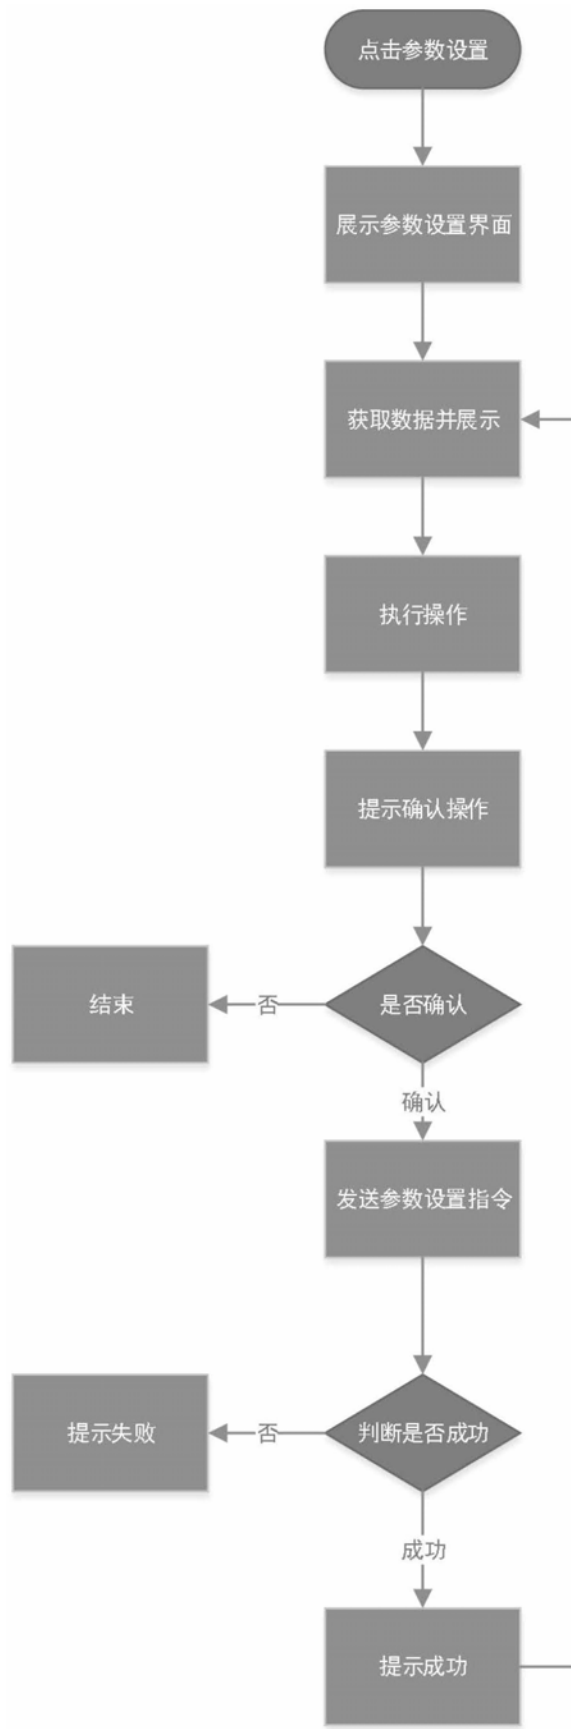 点击参数设置
展示参数设置界面
获取数据并展示
执行操作
提示确认操作
结束
否
是否确认
确认
发送参数设置指令
提示失败
否
判断是否成功
成功
提示成功